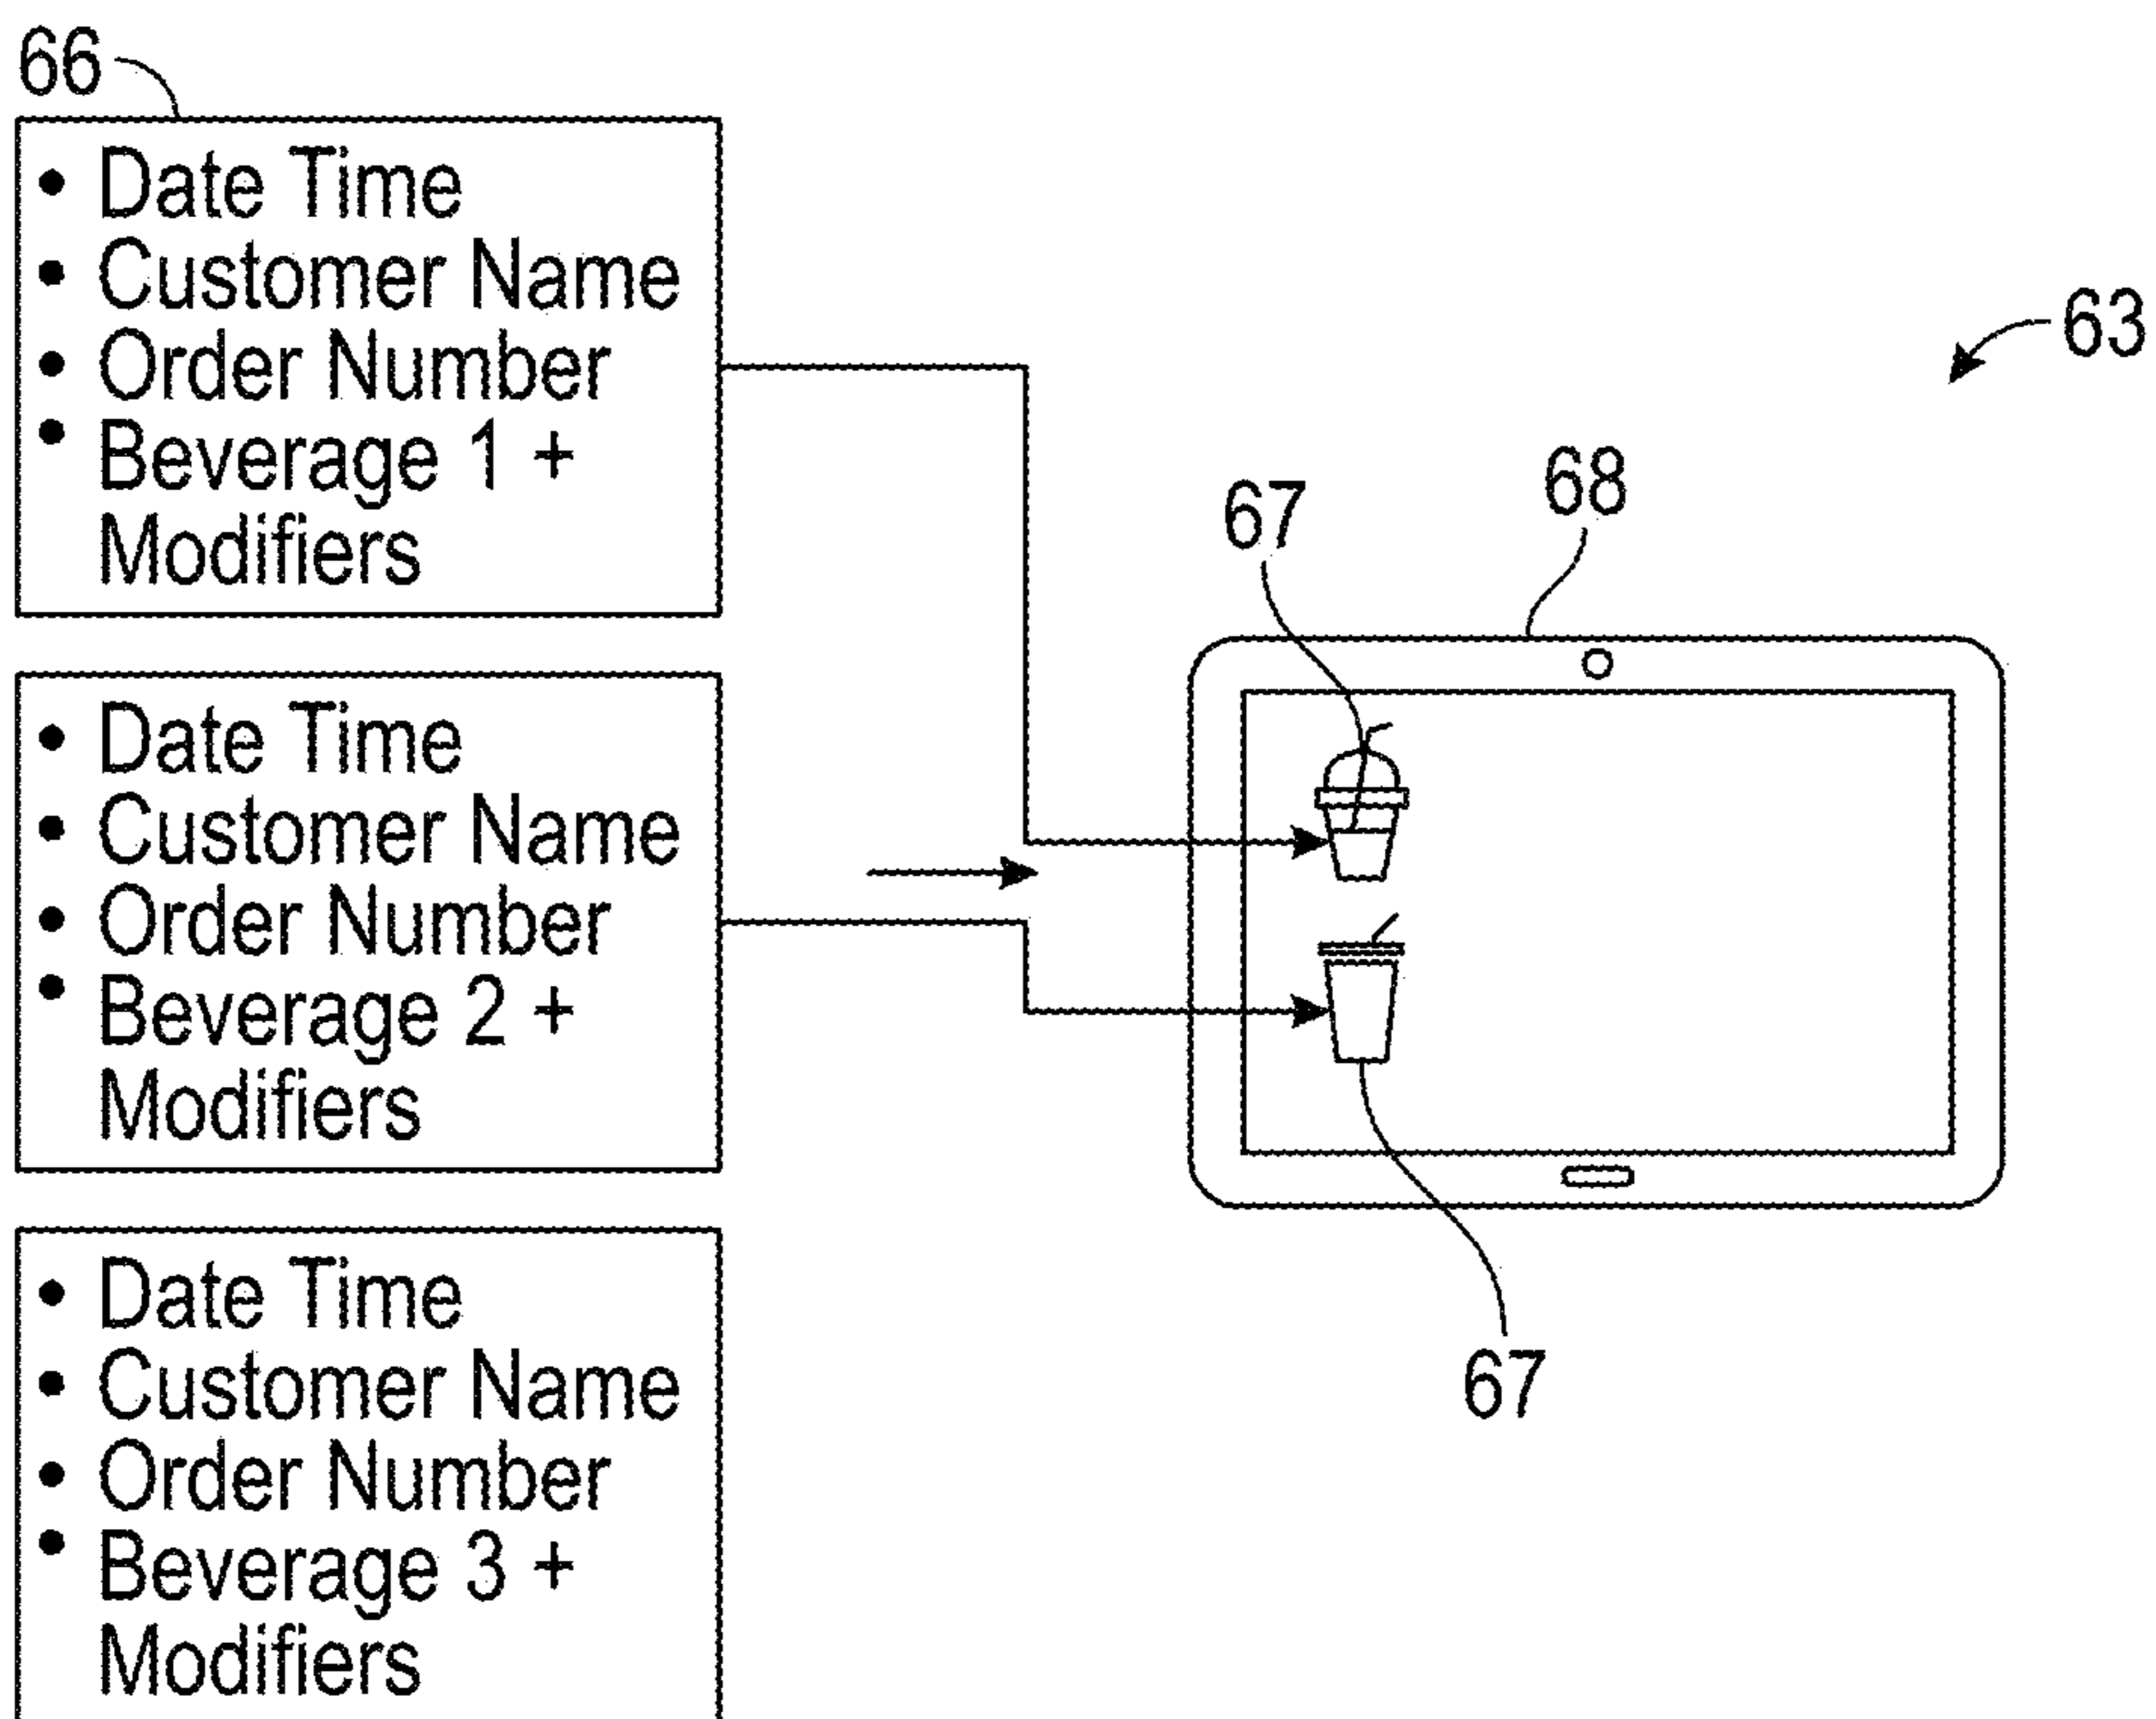 66
• Date Time
• Customer Name
• Order Number
• Beverage 1 +
Modifiers
• Date Time
• Customer Name
• Order Number
• Beverage 2 +
Modifiers
• Date Time
• Customer Name
• Order Number
• Beverage 3 +
Modifiers
63
68
67
67